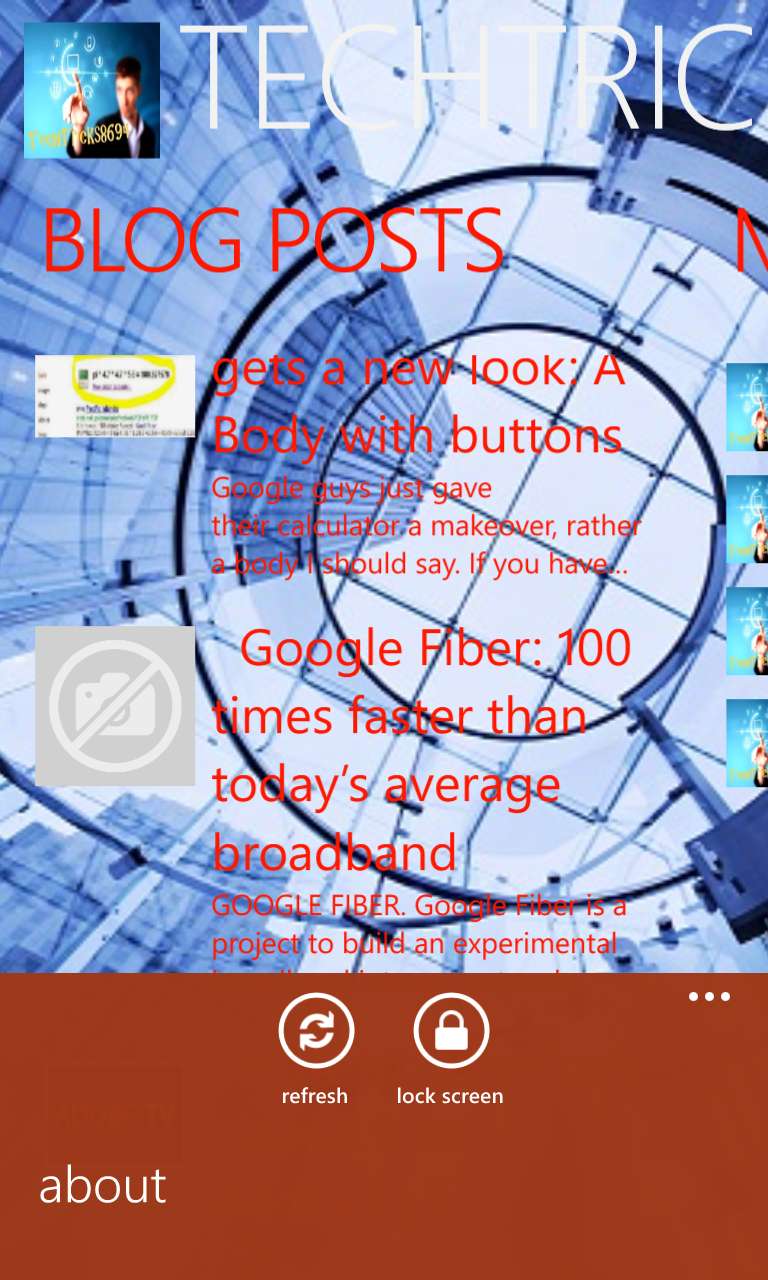 TECHTRIC
TechTricks8694
BLOG POSTS
gets a new look: A
Body with buttons
Google guys just gave
their calculator a makeover, rather
a body I should say. If you have...
Google Fiber: 100
times faster than
today’s average
broadband
GOOGLE FIBER. Google Fiber is a
project to build an experimental
refresh
lock screen
about